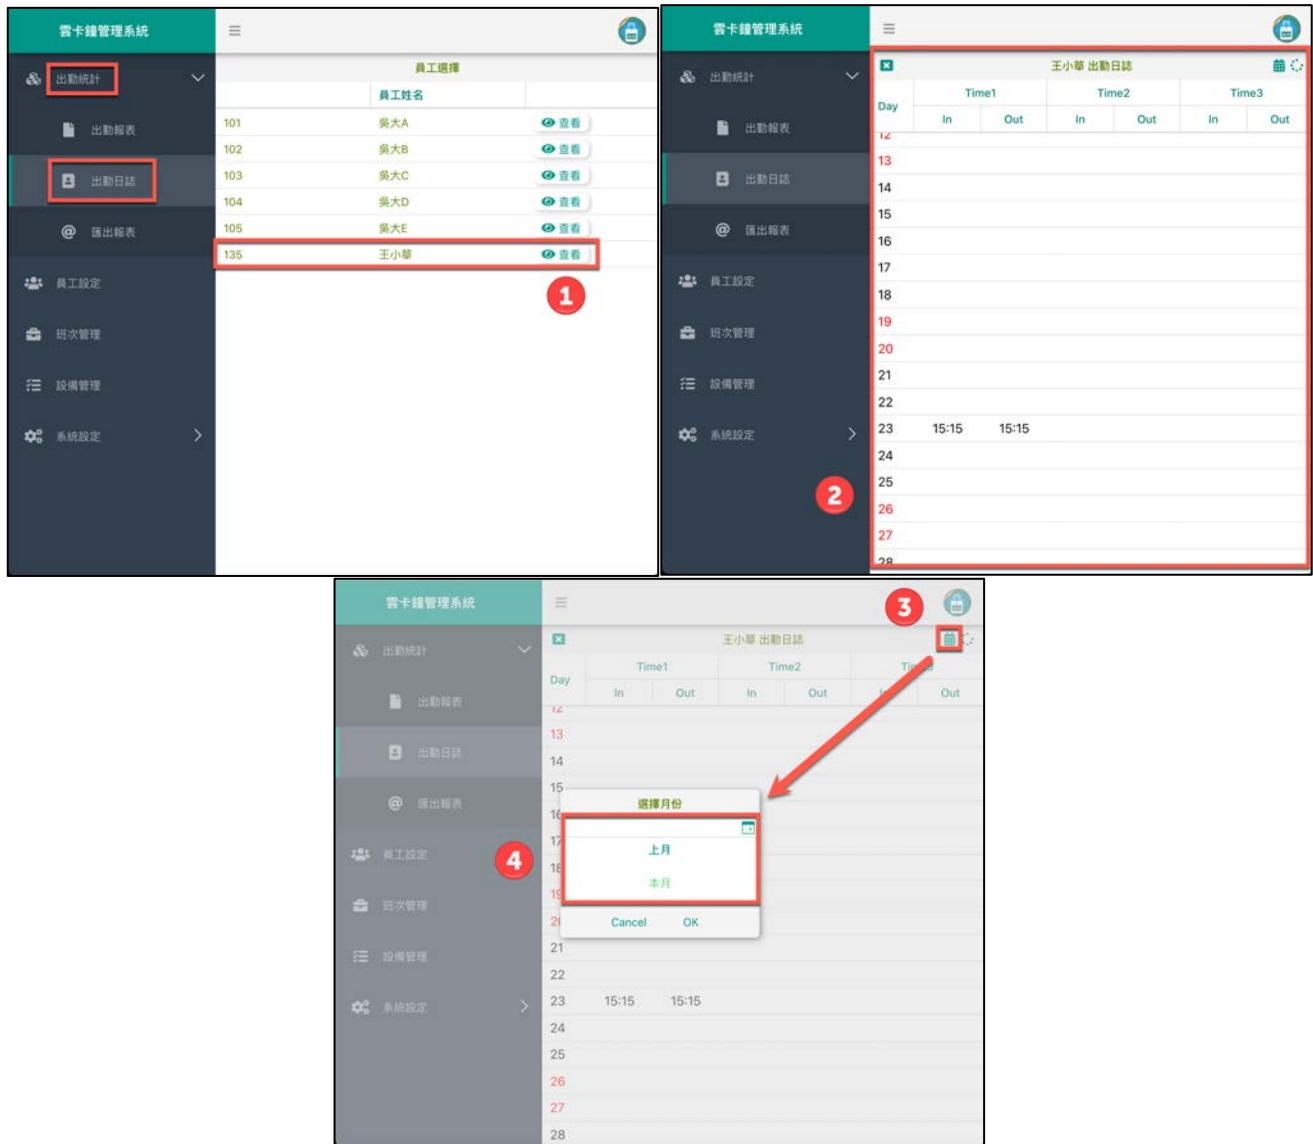 雲卡鐘管理系統
出勤統計
出勤報表
出勤日誌
匯出報表
員工設定
班次管理
設備管理
系統設定
員工選擇
員工姓名
101 吳大A 查看
102 吳大B 查看
103 吳大C 查看
104 吳大D 查看
105 吳大E 查看
135 王小華 查看
1
雲卡鐘管理系統
出勤統計
出勤報表
出勤日誌
匯出報表
員工設定
班次管理
設備管理
系統設定
2
王小華 出勤日誌
Day Time1 Time2 Time3
In Out In Out In Out
12
13
14
15
16
17
18
19
20
21
22
23 15:15 15:15
24
25
26
27
28
雲卡鐘管理系統
出勤統計
出勤報表
出勤日誌
匯出報表
員工設定
班次管理
設備管理
系統設定
3
王小華 出勤日誌
Day Time1 Time2
In Out In Out Out
12
13
14
15
16
17
18
19
20
21
22
23 15:15 15:15
24
25
26
27
28
4
選擇月份
上月
本月
Cancel OK